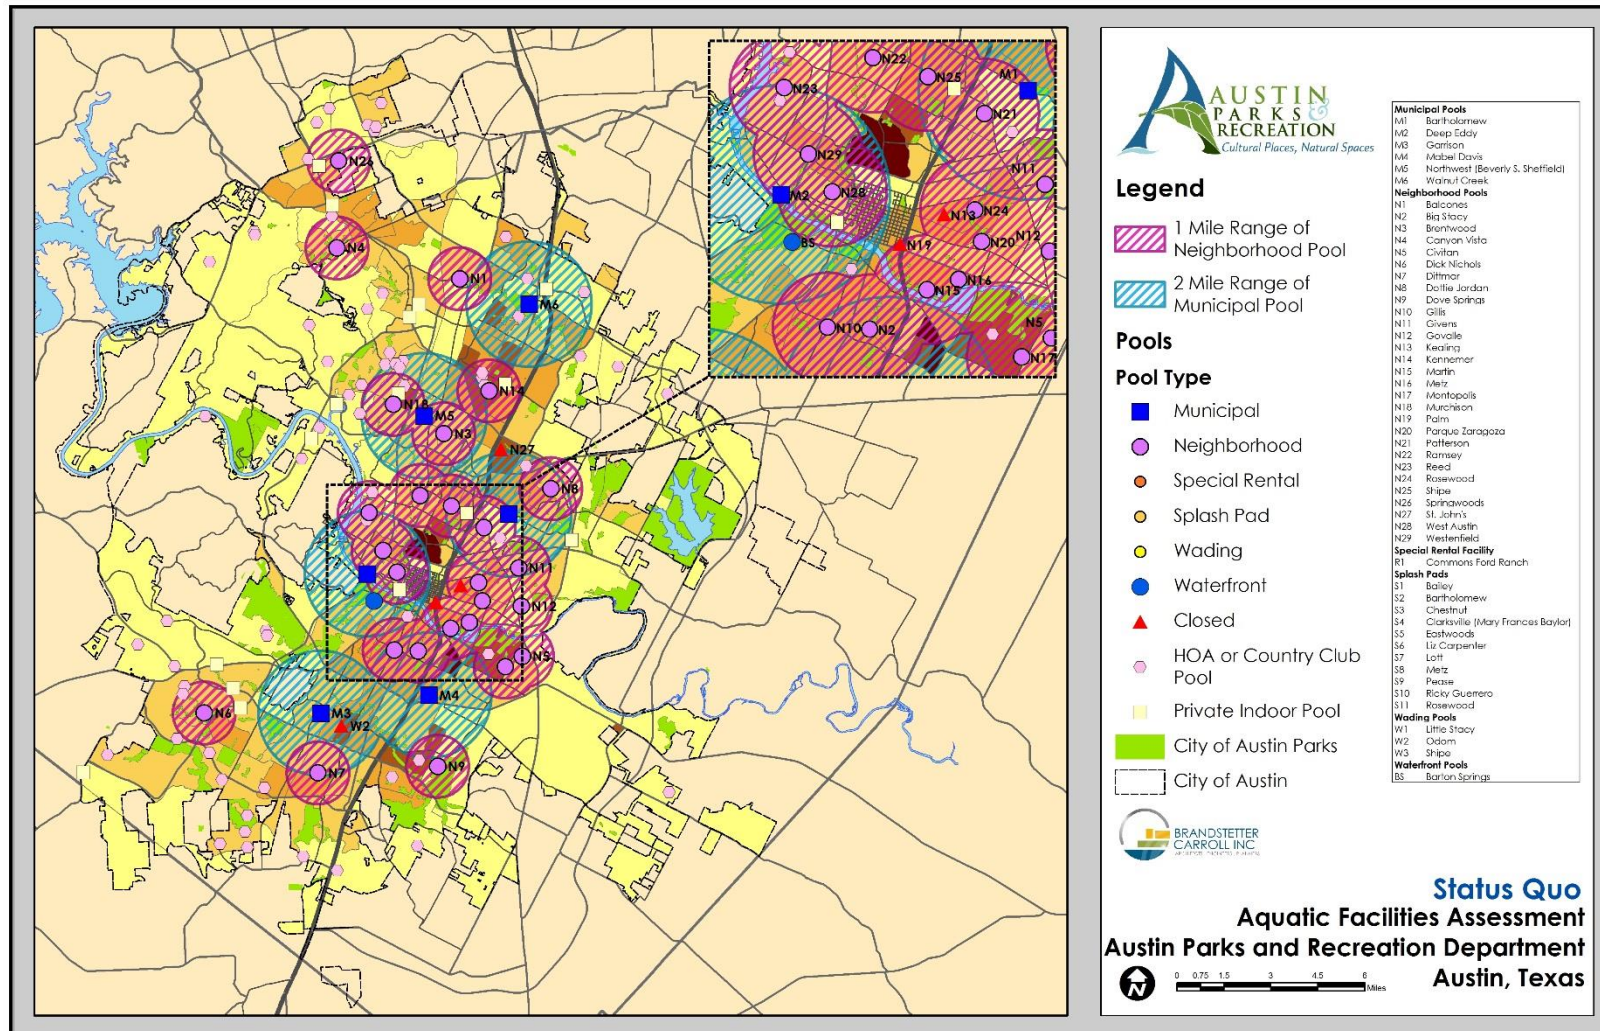 N26
N4
N1
M6
N14
N18
M5
N3
N27
N8
N11
N12
N5
M4
M3
W2
N6
N7
N9
N22
N25
M1
N23
N21
N29
N11
M2
N28
N24
N13
BS
N19
N20
N12
N16
N15
N10
N2
N5
N17
AUSTIN
PARKS &
RECREATION
Cultural Places, Natural Spaces
Legend
1 Mile Range of
Neighborhood Pool
2 Mile Range of
Municipal Pool
Pools
Pool Type
Municipal
Neighborhood
Special Rental
Splash Pad
Wading
Waterfront
Closed
HOA or Country Club
Pool
Private Indoor Pool
City of Austin Parks
City of Austin
Municipal Pools
M1 Bartholomew
M2 Deep Eddy
M3 Garrison
M4 Mabel Davis
M5 Northwest (Beverly S. Sheffield)
M6 Walnut Creek
Neighborhood Pools
N1 Balcones
N2 Big Stacy
N3 Brentwood
N4 Canyon Vista
N5 Civitan
N6 Dick Nichols
N7 Dittmar
N8 Dottie Jordan
N9 Dove Springs
N10 Gillis
N11 Givens
N12 Govalle
N13 Kealing
N14 Kennemer
N15 Martin
N16 Metz
N17 Montopolis
N18 Murchison
N19 Palm
N20 Parque Zaragoza
N21 Patterson
N22 Ramsey
N23 Reed
N24 Rosewood
N25 Shipe
N26 Springwoods
N27 St. John's
N28 West Austin
N29 Westenfield
Special Rental Facility
R1 Commons Ford Ranch
Splash Pads
S1 Bailey
S2 Bartholomew
S3 Chestnut
S4 Clarksville (Mary Frances Baylor)
S5 Eastwoods
S6 Liz Carpenter
S7 Lott
S8 Metz
S9 Pease
S10 Ricky Guerrero
S11 Rosewood
Wading Pools
W1 Little Stacy
W2 Odom
W3 Shipe
Waterfront Pools
BS Barton Springs
BRANDSTETTER
CARROLL INC
Status Quo
Aquatic Facilities Assessment
Austin Parks and Recreation Department
Austin, Texas
N
0 0.75 1.5 3 4.5 6
Miles